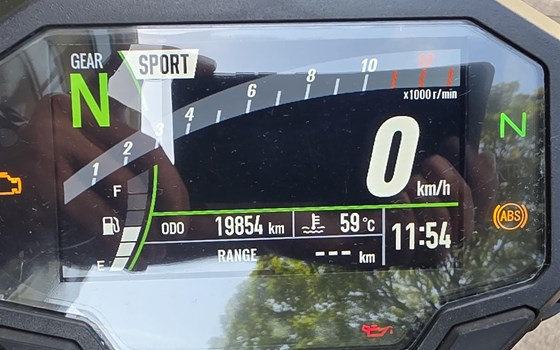 GEAR
SPORT
N
1 2 3 4 6 8 10 12
x1000 r/min
N
0 km/h
F
E
ODO 19854 km
59 °C
RANGE --- km
11:54
ABS